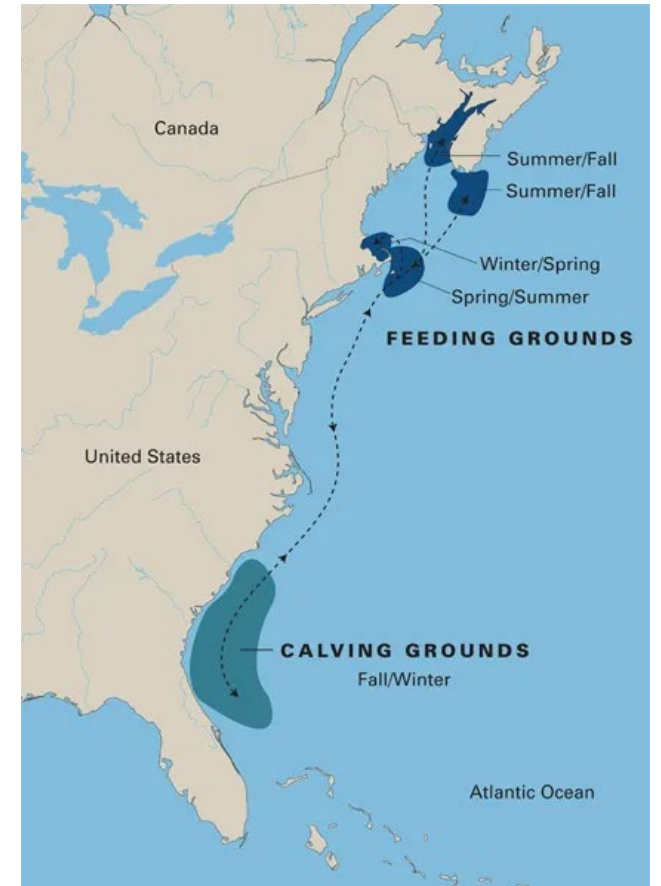 Canada
Summer/Fall
Summer/Fall
Winter/Spring
Spring/Summer
FEEDING GROUNDS
United States
CALVING GROUNDS
Fall/Winter
Atlantic Ocean